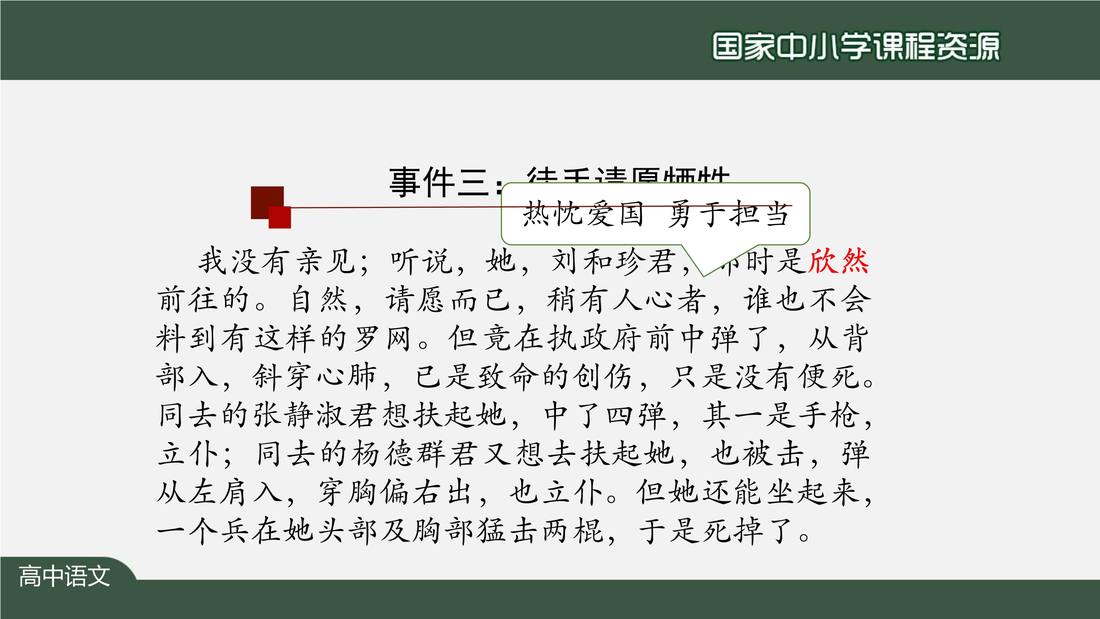 国家中小学课程资源
事件三：徒手请愿牺牲
热忱爱国 勇于担当
我没有亲见；听说，她，刘和珍君，那时是欣然
前往的。自然，请愿而已，稍有人心者，谁也不会
料到有这样的罗网。但竟在执政府前中弹了，从背
部入，斜穿心肺，已是致命的创伤，只是没有便死。
同去的张静淑君想扶起她，中了四弹，其一是手枪，
立仆；同去的杨德群君又想去扶起她，也被击，弹
从左肩入，穿胸偏右出，也立仆。但她还能坐起来，
一个兵在她头部及胸部猛击两棍，于是死掉了。
高中语文